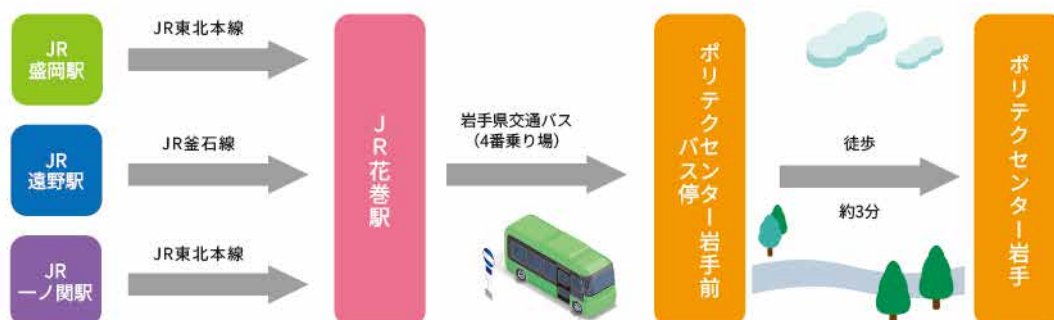 JR
盛岡駅
JR東北本線
JR
遠野駅
JR釜石線
JR
一ノ関駅
JR東北本線
JR花巻駅
岩手県交通バス
(4番乗り場)
ポリテクセンター岩手前
バス停
徒歩
約3分
ポリテクセンター岩手